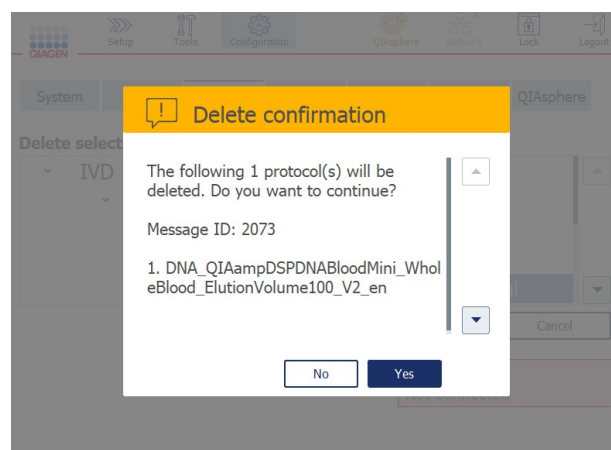 Setup Tools Configuration QIAsphere Network Lock Logout
QIAGEN
System QIAsphere
Delete select
IVD
Delete confirmation
The following 1 protocol(s) will be
deleted. Do you want to continue?
Message ID: 2073
1. DNA_QIAampDSPDNABloodMini_Whol
eBlood_ElutionVolume100_V2_en
Cancel
No Yes
Not connected